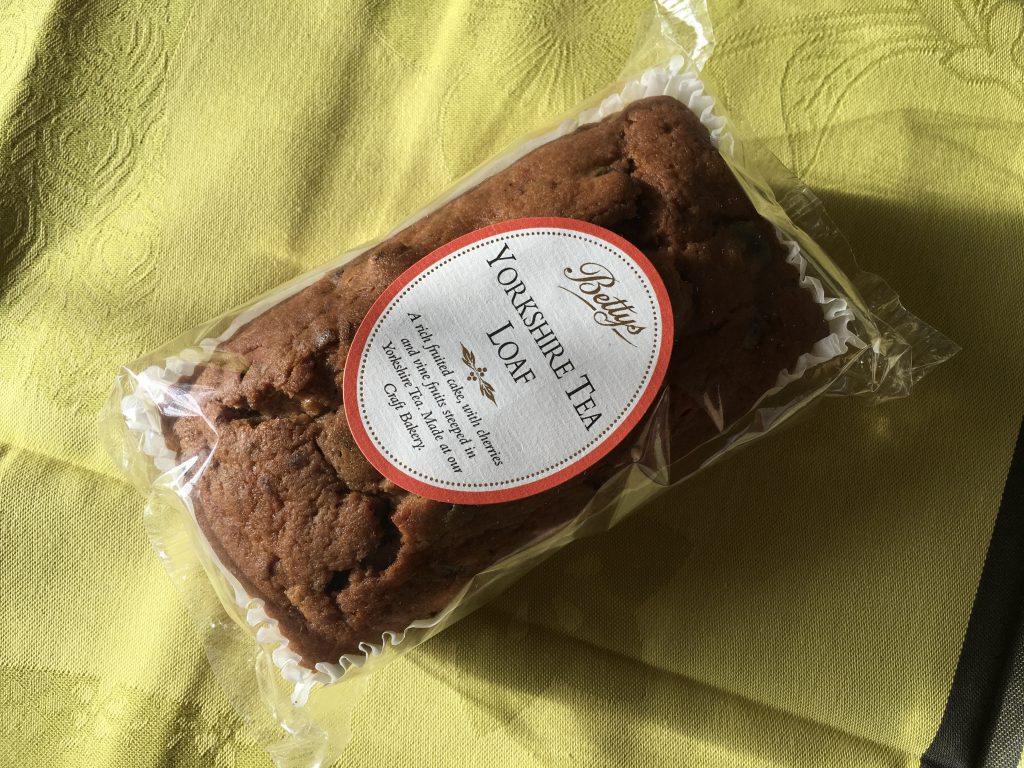 Bettys
YORKSHIRE TEA
LOAF
A rich fruited cake, with cherries
and vine fruits steeped in
Yorkshire Tea. Made at our
Craft Bakery.